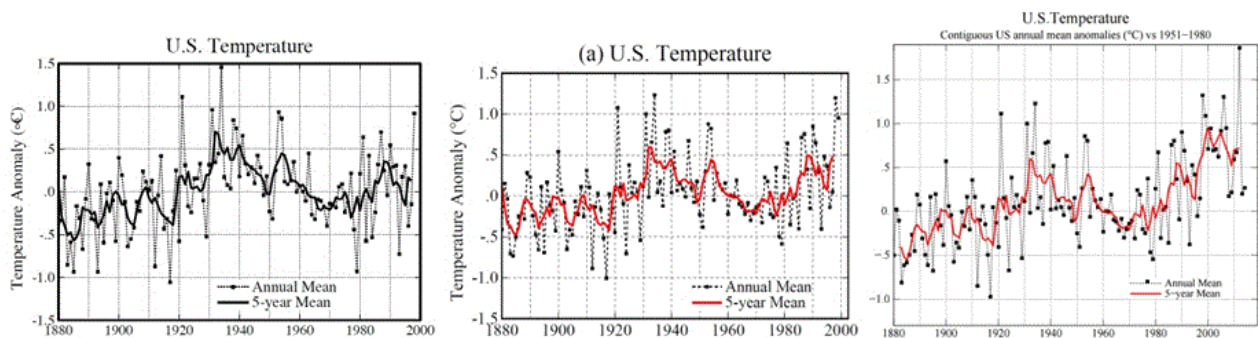 U.S. Temperature
Temperature Anomaly (∞C)
1.5
1.0
.5
.0
-.5
-1.0
-1.5
Annual Mean
5-year Mean
1880 1900 1920 1940 1960 1980 2000
(a) U.S. Temperature
Temperature Anomaly (°C)
1.5
1.0
.5
.0
-.5
-1.0
-1.5
Annual Mean
5-year Mean
1880 1900 1920 1940 1960 1980 2000
U.S.Temperature
Contiguous US annual mean anomalies (°C) vs 1951−1980
1.5
1.0
.5
0
−.5
−1.0
Annual Mean
5−year Mean
1880 1900 1920 1940 1960 1980 2000